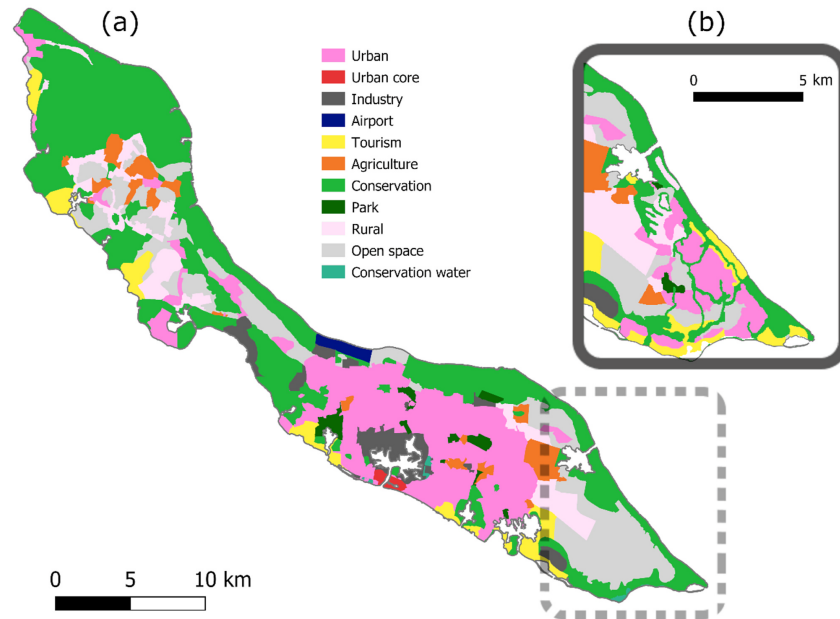 (a)
(b)
Urban
Urban core
Industry
Airport
Tourism
Agriculture
Conservation
Park
Rural
Open space
Conservation water
0 5 km
0 5 10 km